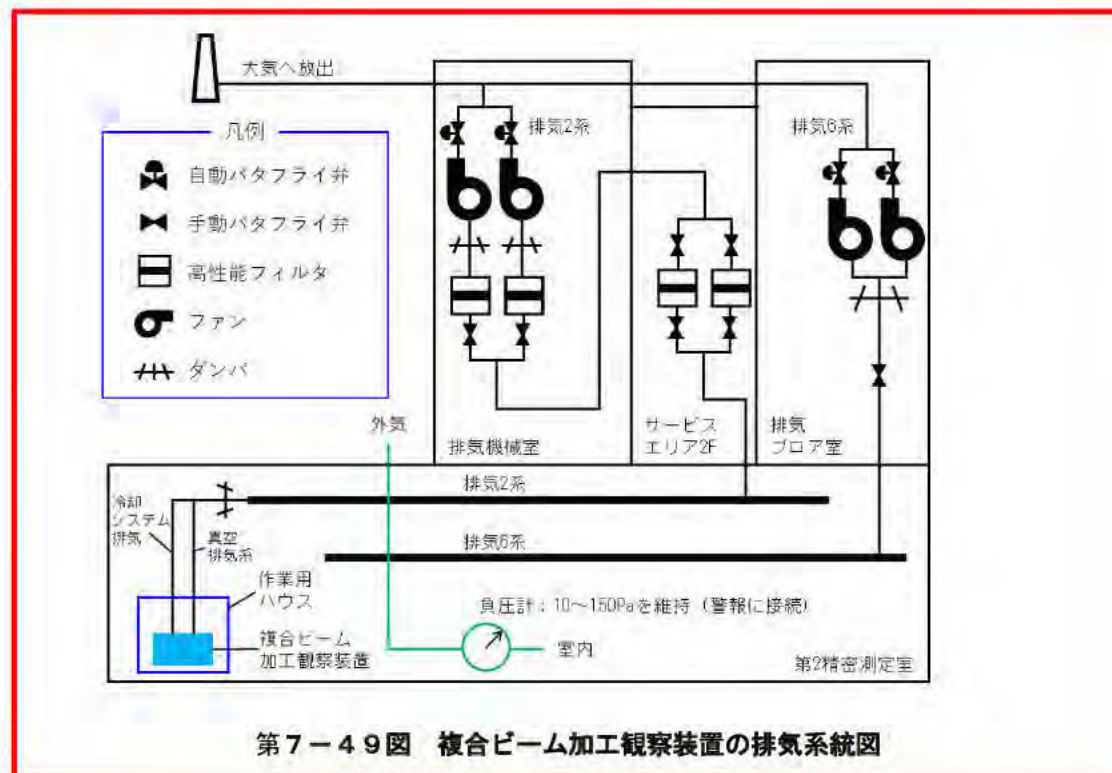 大気へ放出
凡例
自動バタフライ弁
手動バタフライ弁
高性能フィルタ
ファン
ダンパ
排気2系
排気6系
外気
排気機械室
サービス
エリア2F
排気
ブロア室
排気2系
冷却
システム
排気
真空
排気系
排気6系
作業用
ハウス
負圧計:10~150Paを維持(警報に接続)
複合ビーム
加工観察装置
室内
第2精密測定室
第7-49図 複合ビーム加工観察装置の排気系統図